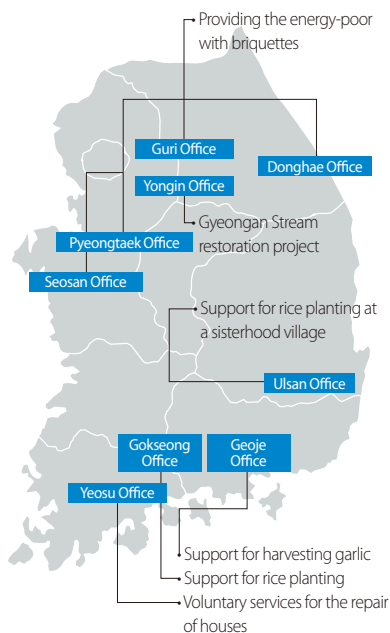 Providing the energy-poor
with briquettes
Guri Office
Donghae Office
Yongin Office
Gyeongan Stream
restoration project
Pyeongtaek Office
Seosan Office
Support for rice planting at
a sisterhood village
Ulsan Office
Gokseong
Office
Geoje
Office
Yeosu Office
Support for harvesting garlic
Support for rice planting
Voluntary services for the repair
of houses